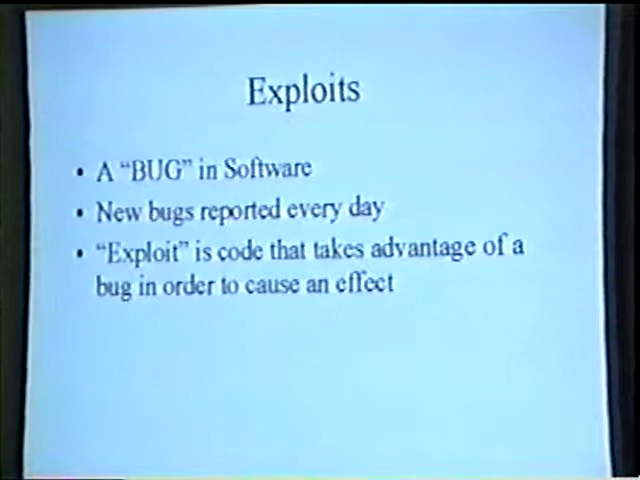 Exploits
• A “BUG” in Software
• New bugs reported every day
• “Exploit” is code that takes advantage of a
bug in order to cause an effect